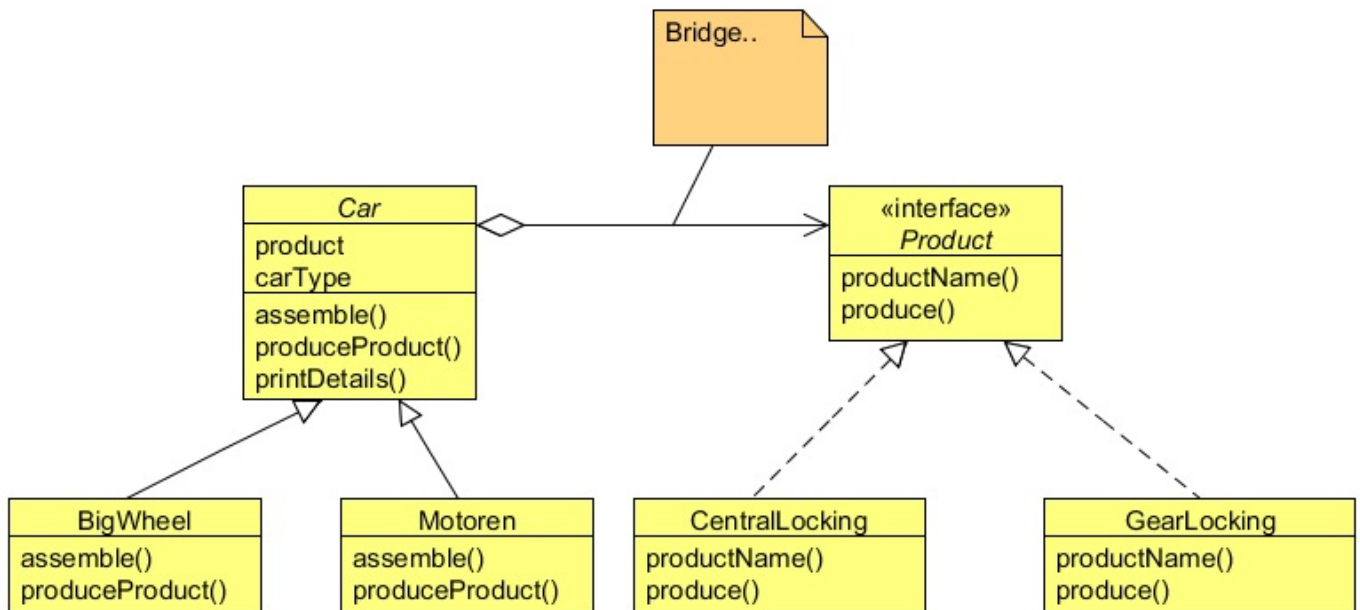 Bridge..
Car
product
carType
assemble()
produceProduct()
printDetails()
«interface»
Product
productName()
produce()
BigWheel
assemble()
produceProduct()
Motoren
assemble()
produceProduct()
CentralLocking
productName()
produce()
GearLocking
productName()
produce()